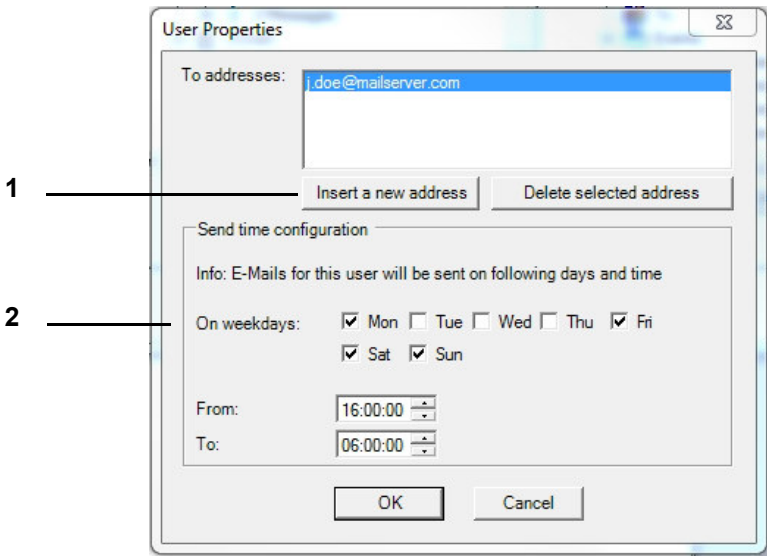 User Properties
To addresses:
j.doe@mailserver.com
1
Insert a new address Delete selected address
Send time configuration
Info: E-Mails for this user will be sent on following days and time
2
On weekdays: Mon Tue Wed Thu Fri
Sat Sun
From: 16:00:00
To: 06:00:00
OK Cancel